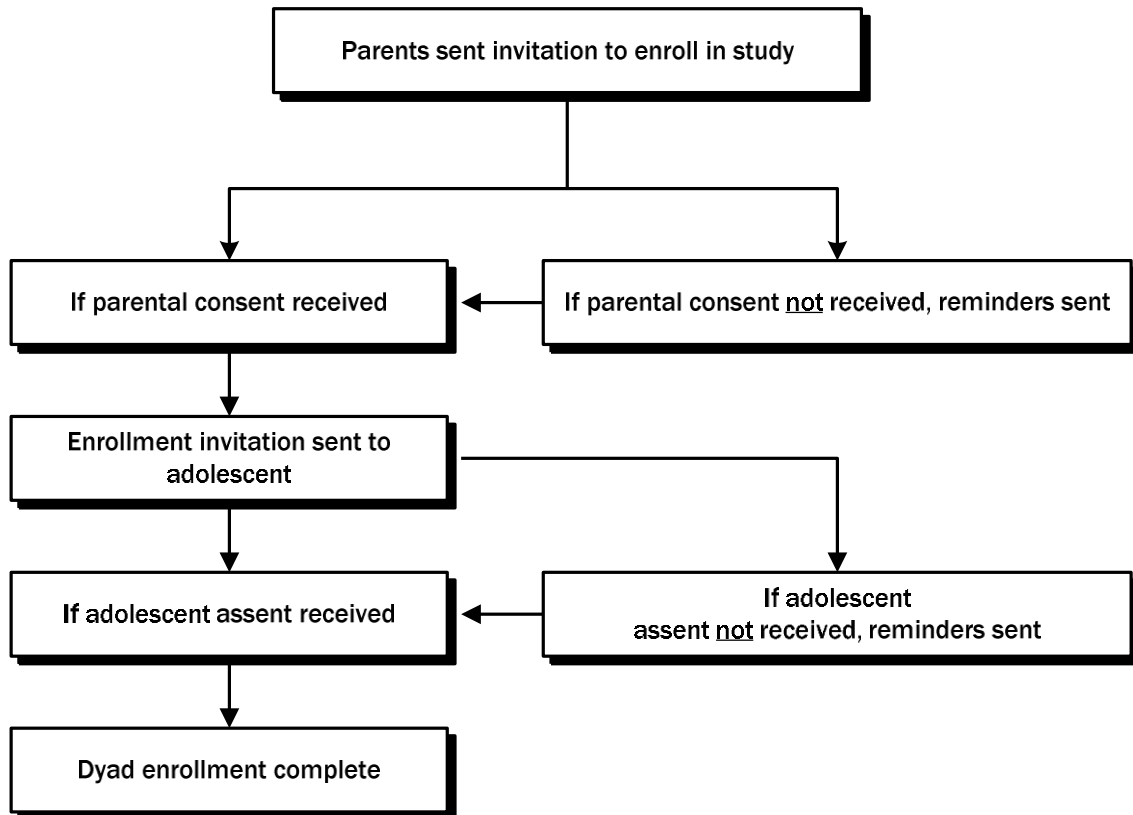 Parents sent invitation to enroll in study
If parental consent received
If parental consent not received, reminders sent
Enrollment invitation sent to
adolescent
If adolescent assent received
If adolescent
assent not received, reminders sent
Dyad enrollment complete